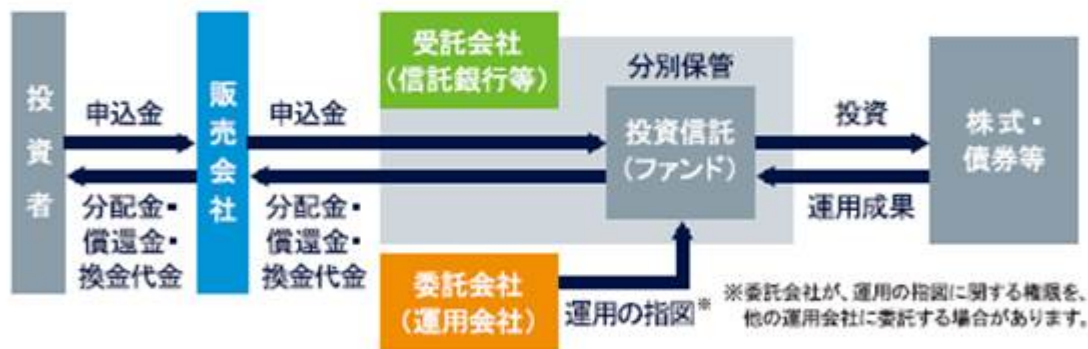 投資者
申込金
分配金・
償還金・
換金代金
販売会社
申込金
分配金・
償還金・
換金代金
受託会社
(信託銀行等)
分別保管
投資信託
(ファンド)
委託会社
(運用会社)
運用の指図※
投資
運用成果
株式・
債券等
※委託会社が、運用の指図に関する権限を、
他の運用会社に委託する場合があります。